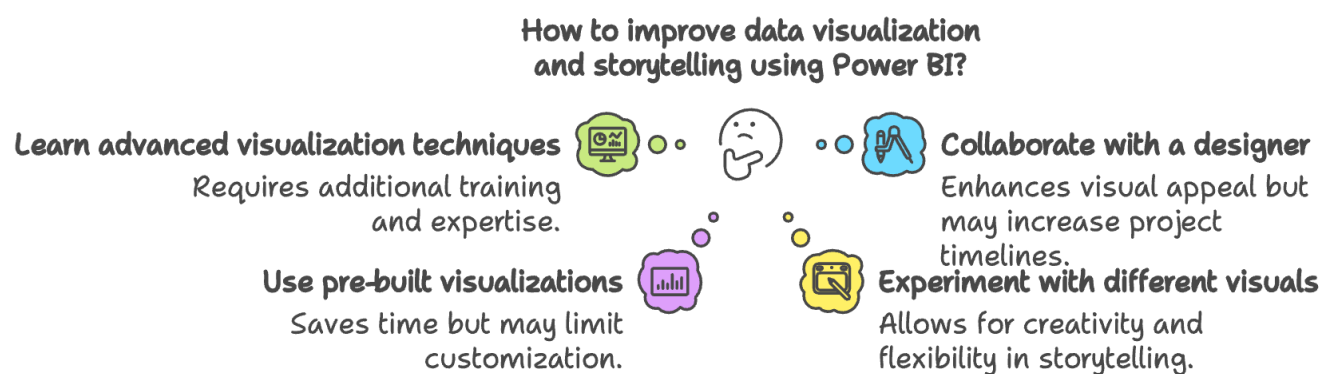 How to improve data visualization
and storytelling using Power BI?
Learn advanced visualization techniques
Requires additional training
and expertise.
Collaborate with a designer
Enhances visual appeal but
may increase project
timelines.
Use pre-built visualizations
Saves time but may limit
customization.
Experiment with different visuals
Allows for creativity and
flexibility in storytelling.